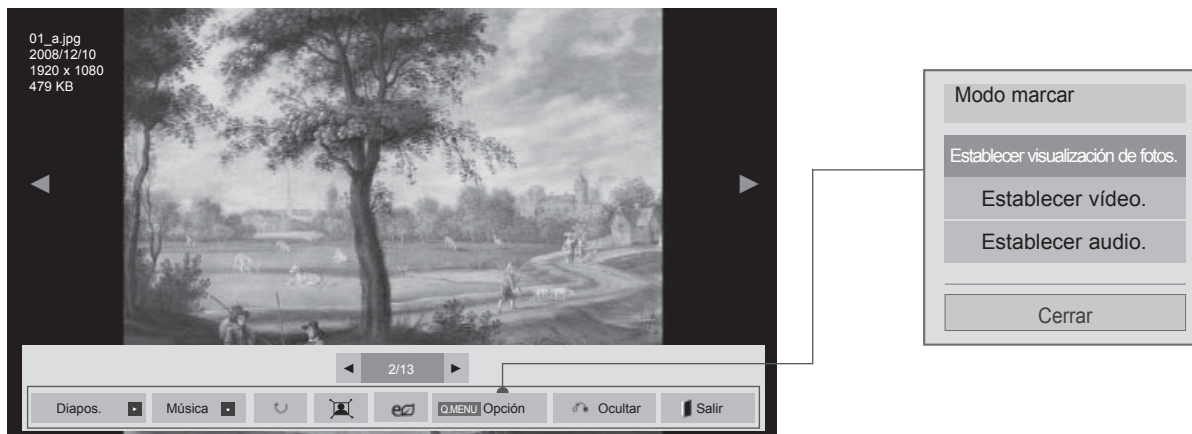 01_a.jpg
2008/12/10
1920 x 1080
479 KB
2/13
Diapos.
Música
Q.MENU Opción
Ocultar
Salir
Modo marcar
Establecer visualización de fotos.
Establecer vídeo.
Establecer audio.
Cerrar